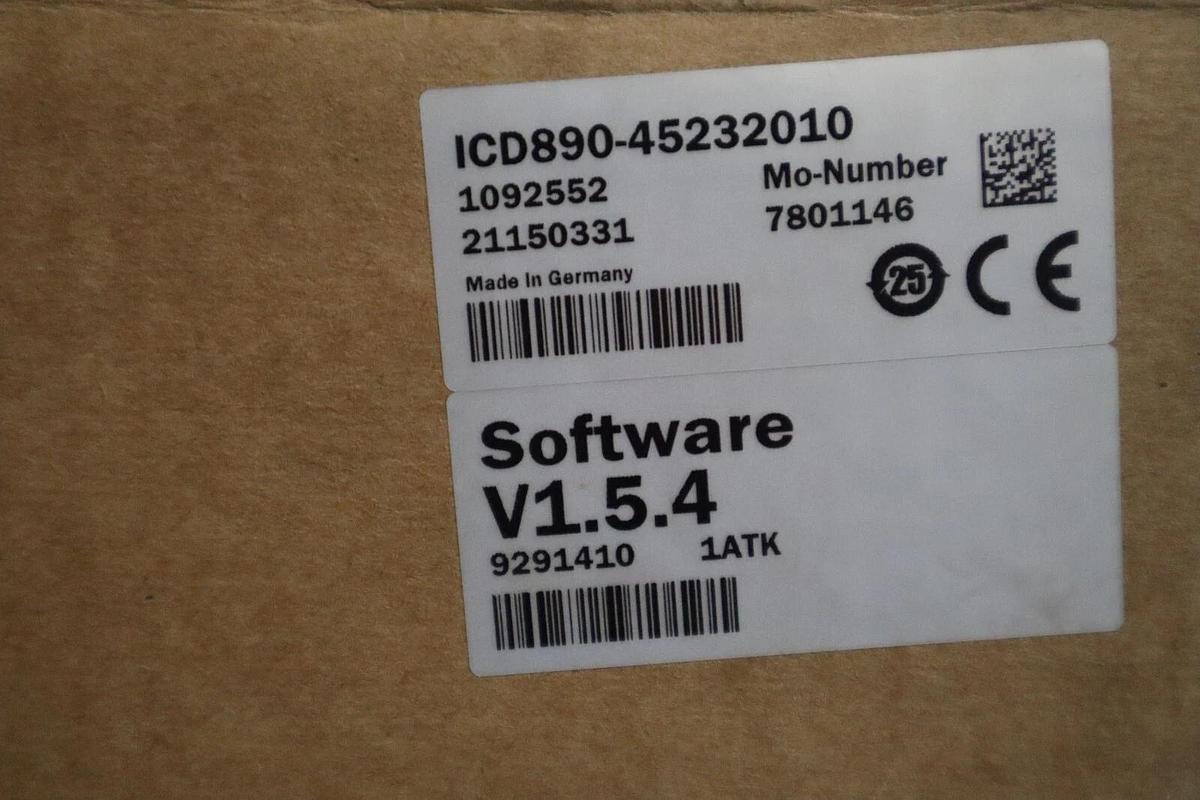 ICD890-45232010
1092552
Mo-Number
21150331
7801146
Made In Germany
25
CE
Software
V1.5.4
9291410 1ATK